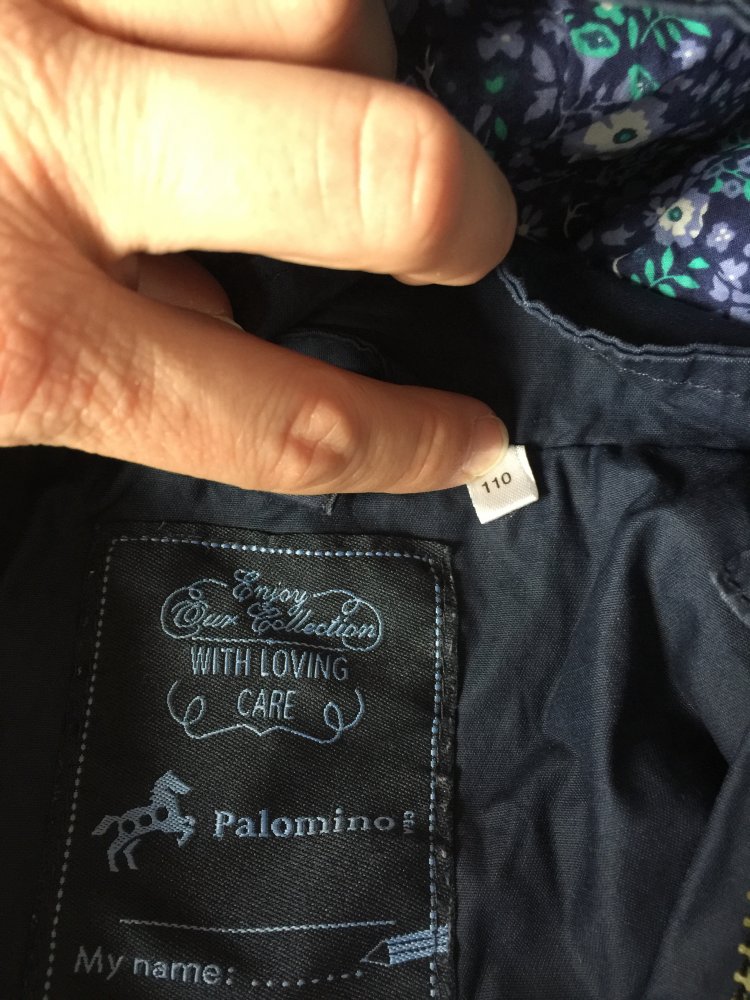 110
Enjoy
Our Collection
WITH LOVING
CARE
Palomino C&A
My name: ..........